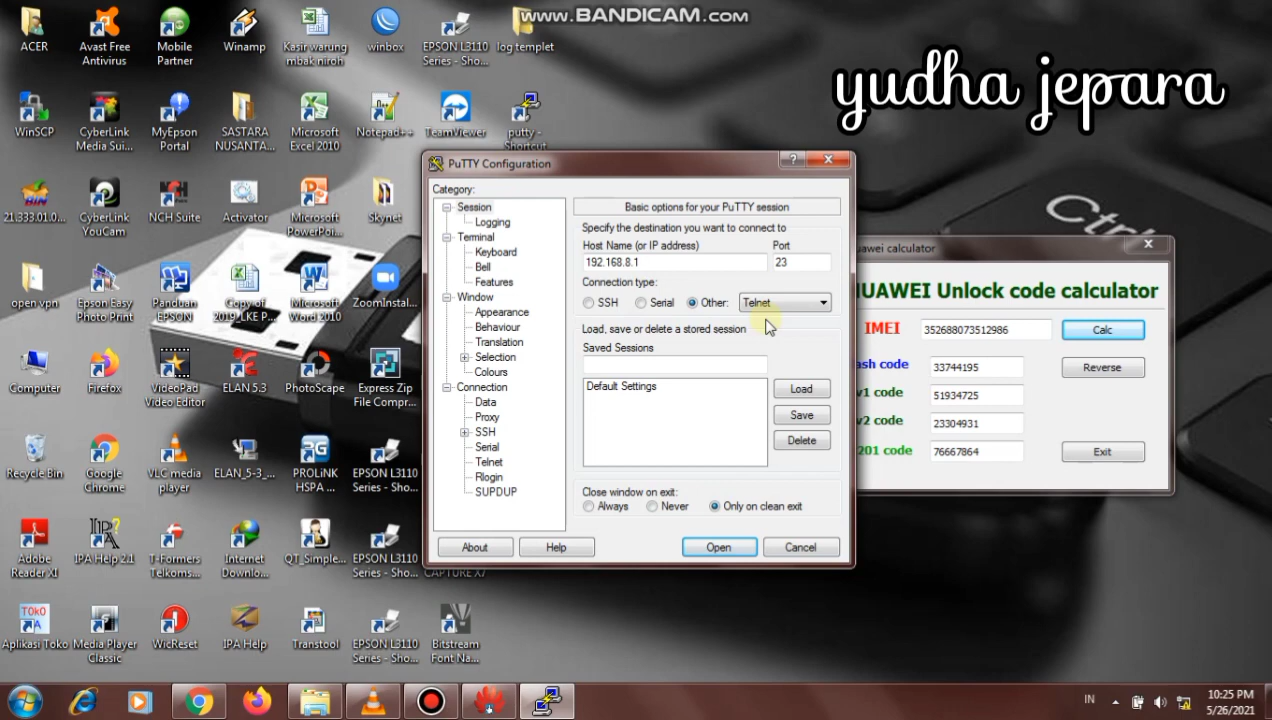 www.BANDICAM.com
yudha jepara
ACER
Avast Free
Antivirus
Mobile
Partner
Winamp
Kasir warung
mbak niroh
winbox
EPSON L3110
Series - Sho...
log templet
WinSCP
CyberLink
Media Sui...
MyEpson
Portal
SASTARA
NUSANTA...
Microsoft
Excel 2010
Notepad++
TeamViewer
putty -
Shortcut
21.333.01.0...
CyberLink
YouCam
NCH Suite
Activator
Microsoft
PowerPoi...
Skynet
open vpn
Epson Easy
Photo Print
Panduan
EPSON
Copy of
2019_LKE P...
Microsoft
Word 2010
ZoomInstal...
Computer
Firefox
VideoPad
Video Editor
ELAN 5.3
PhotoScape
Express Zip
File Compr...
Recycle Bin
Google
Chrome
VLC media
player
ELAN_5-3_...
PROLiNK
HSPA ...
EPSON L3110
Series - Sho...
Adobe
Reader XI
IPA Help 2.1
T-Formers
Telkoms...
Internet
Downlo...
QT_Simple...
EPSON L3110
Series - Sho...
CAPTURE X7
TOKO
Aplikasi Toko
Media Player
Classic
WicReset
IPA Help
Transtool
EPSON L3110
Series - Sho...
Bitstream
Font Na...
PuTTY Configuration
Category:
Session
Logging
Terminal
Keyboard
Bell
Features
Window
Appearance
Behaviour
Translation
Selection
Colours
Connection
Data
Proxy
SSH
Serial
Telnet
Rlogin
SUPDUP
Basic options for your PuTTY session
Specify the destination you want to connect to
Host Name (or IP address) Port
192.168.8.1 23
Connection type:
SSH Serial Other: Telnet
Load, save or delete a stored session
Saved Sessions
Default Settings
Load
Save
Delete
Close window on exit:
Always Never Only on clean exit
About Help Open Cancel
uawei calculator
HUAWEI Unlock code calculator
IMEI 352688073512986 Calc
ash code 33744195 Reverse
v1 code 51934725
v2 code 23304931
201 code 76667864 Exit
Ctrl
IN
10:25 PM
5/26/2021